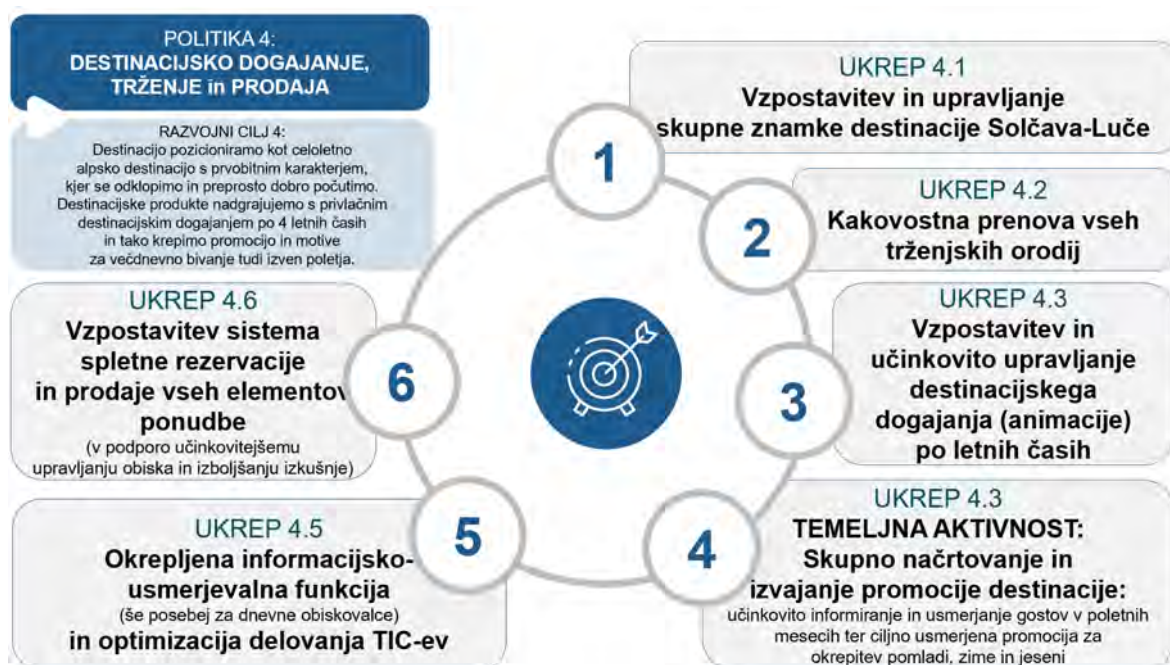 POLITIKA 4:
DESTINACIJSKO DOGAJANJE,
TRŽENJE in PRODAJA
RAZVOJNI CILJ 4:
Destinacijo pozicioniramo kot celoletno
alpsko destinacijo s prvobitnim karakterjem,
kjer se odklopimo in preprosto dobro počutimo.
Destinacijske produkte nadgrajujemo s privlačnim
destinacijskim dogajanjem po 4 letnih časih
in tako krepimo promocijo in motive
za večdnevno bivanje tudi izven poletja.
1
UKREP 4.1
Vzpostavitev in upravljanje
skupne znamke destinacije Solčava-Luče
2
UKREP 4.2
Kakovostna prenova vseh
trženjskih orodij
3
UKREP 4.3
Vzpostavitev in
učinkovito upravljanje
destinacijskega
dogajanja (animacije)
po letnih časih
4
UKREP 4.3
TEMELJNA AKTIVNOST:
Skupno načrtovanje in
izvajanje promocije destinacije:
učinkovito informiranje in usmerjanje gostov v poletnih
mesecih ter ciljno usmerjena promocija za
okrepitev pomladi, zime in jeseni
5
UKREP 4.5
Okrepljena informacijsko-
usmerjevalna funkcija
(še posebej za dnevne obiskovalce)
in optimizacija delovanja TIC-ev
6
UKREP 4.6
Vzpostavitev sistema
spletne rezervacije
in prodaje vseh elementov
ponudbe
(v podporo učinkovitejšemu
upravljanju obiska in izboljšanju izkušnje)